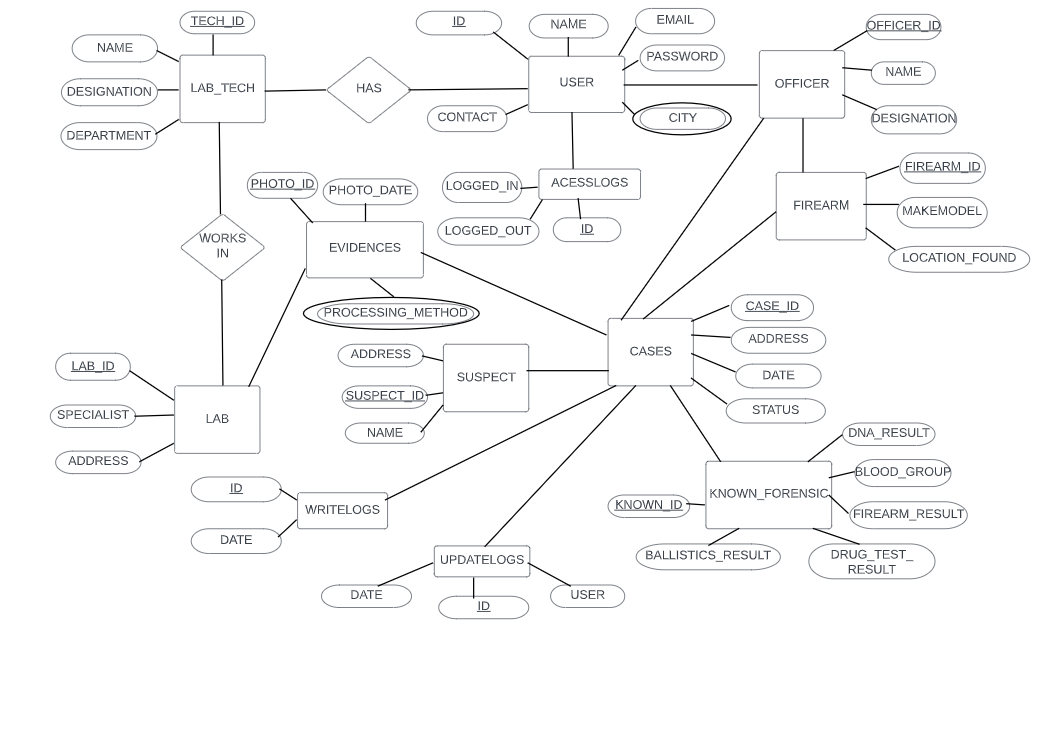 TECH_ID
NAME
DESIGNATION
DEPARTMENT
LAB_TECH
HAS
ID
NAME
EMAIL
PASSWORD
USER
CONTACT
CITY
OFFICER_ID
OFFICER
NAME
DESIGNATION
PHOTO_ID
PHOTO_DATE
LOGGED_IN
ACESSLOGS
LOGGED_OUT
ID
FIREARM_ID
FIREARM
MAKEMODEL
LOCATION_FOUND
WORKS
IN
EVIDENCES
PROCESSING_METHOD
CASE_ID
ADDRESS
CASES
DATE
STATUS
ADDRESS
SUSPECT
SUSPECT_ID
NAME
LAB_ID
SPECIALIST
LAB
ADDRESS
DNA_RESULT
BLOOD_GROUP
KNOWN_FORENSIC
KNOWN_ID
FIREARM_RESULT
BALLISTICS_RESULT
DRUG_TEST_
RESULT
ID
WRITELOGS
DATE
UPDATELOGS
DATE
ID
USER